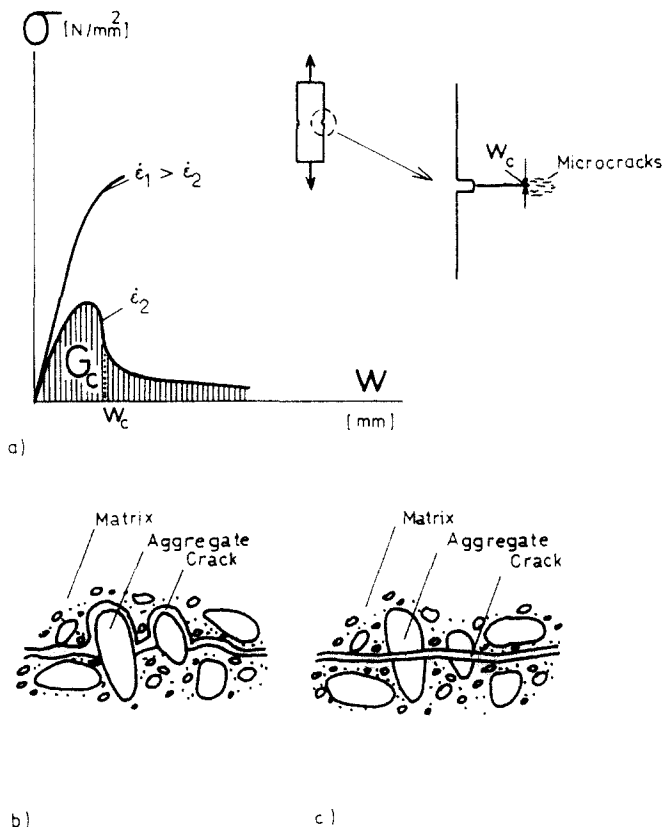 σ [N/mm²]
ε̇₁ > ε̇₂
ε̇₂
G_c
W_c
W
[mm]
W_c
Microcracks
a)
Matrix
Aggregate
Crack
Matrix
Aggregate
Crack
b)
c)